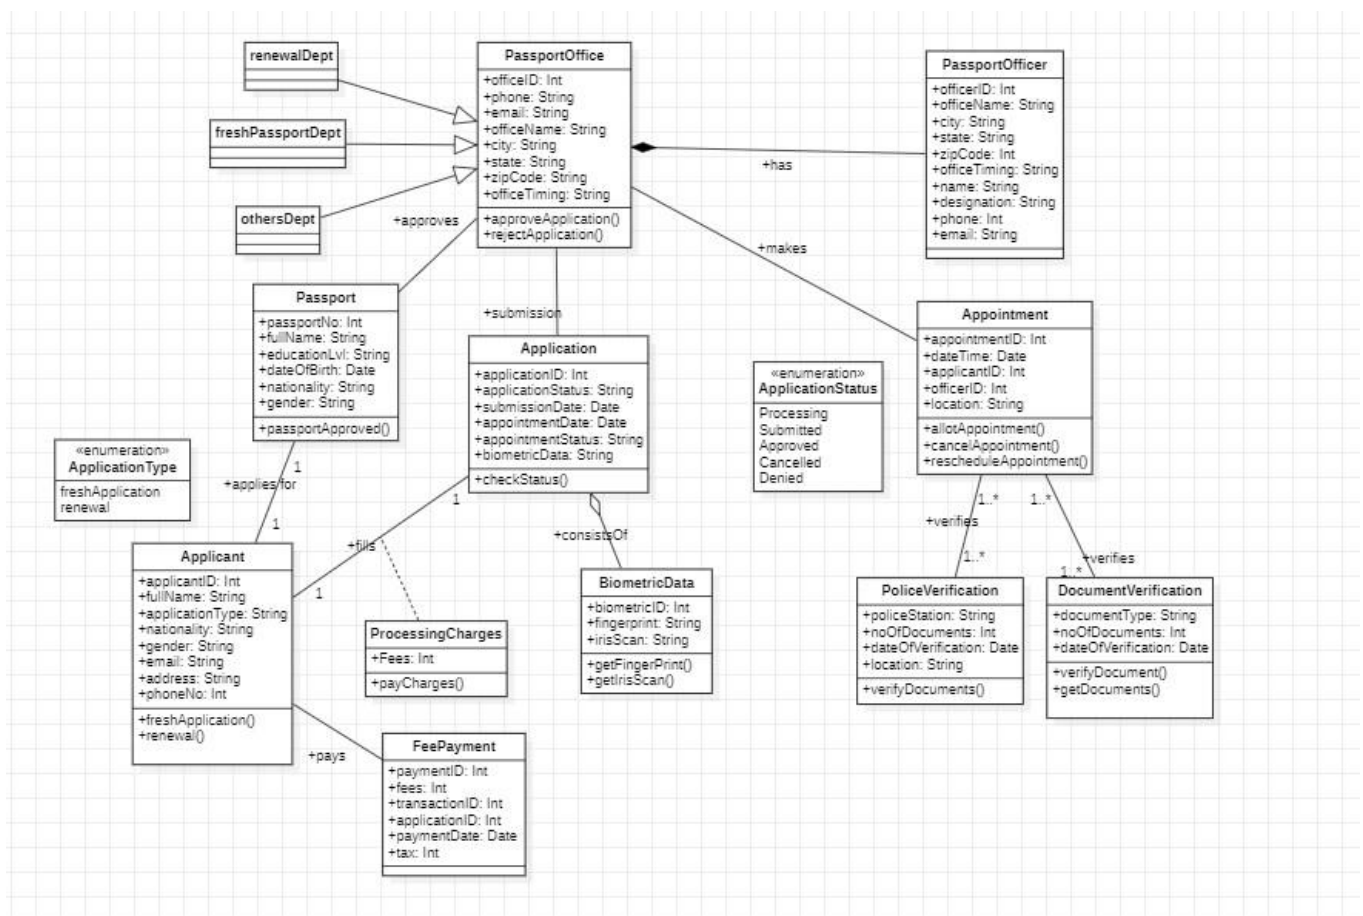 renewalDept
freshPassportDept
othersDept
PassportOffice
+officeID: Int
+phone: String
+email: String
+officeName: String
+city: String
+state: String
+zipCode: String
+officeTiming: String
+approveApplication()
+rejectApplication()
PassportOfficer
+officerID: Int
+officeName: String
+city: String
+state: String
+zipCode: Int
+officeTiming: String
+name: String
+designation: String
+phone: Int
+email: String
+has
+approves
+makes
+submission
Passport
+passportNo: Int
+fullName: String
+educationLvl: String
+dateOfBirth: Date
+nationality: String
+gender: String
+passportApproved()
Application
+applicationID: Int
+applicationStatus: String
+submissionDate: Date
+appointmentDate: Date
+appointmentStatus: String
+biometricData: String
+checkStatus()
«enumeration»
ApplicationStatus
Processing
Submitted
Approved
Cancelled
Denied
Appointment
+appointmentID: Int
+dateTime: Date
+applicantID: Int
+officerID: Int
+location: String
+allotAppointment()
+cancelAppointment()
+rescheduleAppointment()
«enumeration»
ApplicationType
freshApplication
renewal
1
+applies for
1
1
+fills
1
+consistsOf
1..*
+verifies
1..*
1..*
+verifies
1..*
Applicant
+applicantID: Int
+fullName: String
+applicationType: String
+nationality: String
+gender: String
+email: String
+address: String
+phoneNo: Int
+freshApplication()
+renewal()
ProcessingCharges
+Fees: Int
+payCharges()
BiometricData
+biometricID: Int
+fingerprint: String
+irisScan: String
+getFingerPrint()
+getIrisScan()
PoliceVerification
+policeStation: String
+noOfDocuments: Int
+dateOfVerification: Date
+location: String
+verifyDocuments()
DocumentVerification
+documentType: String
+noOfDocuments: Int
+dateOfVerification: Date
+verifyDocument()
+getDocuments()
+pays
FeePayment
+paymentID: Int
+fees: Int
+transactionID: Int
+applicationID: Int
+paymentDate: Date
+tax: Int